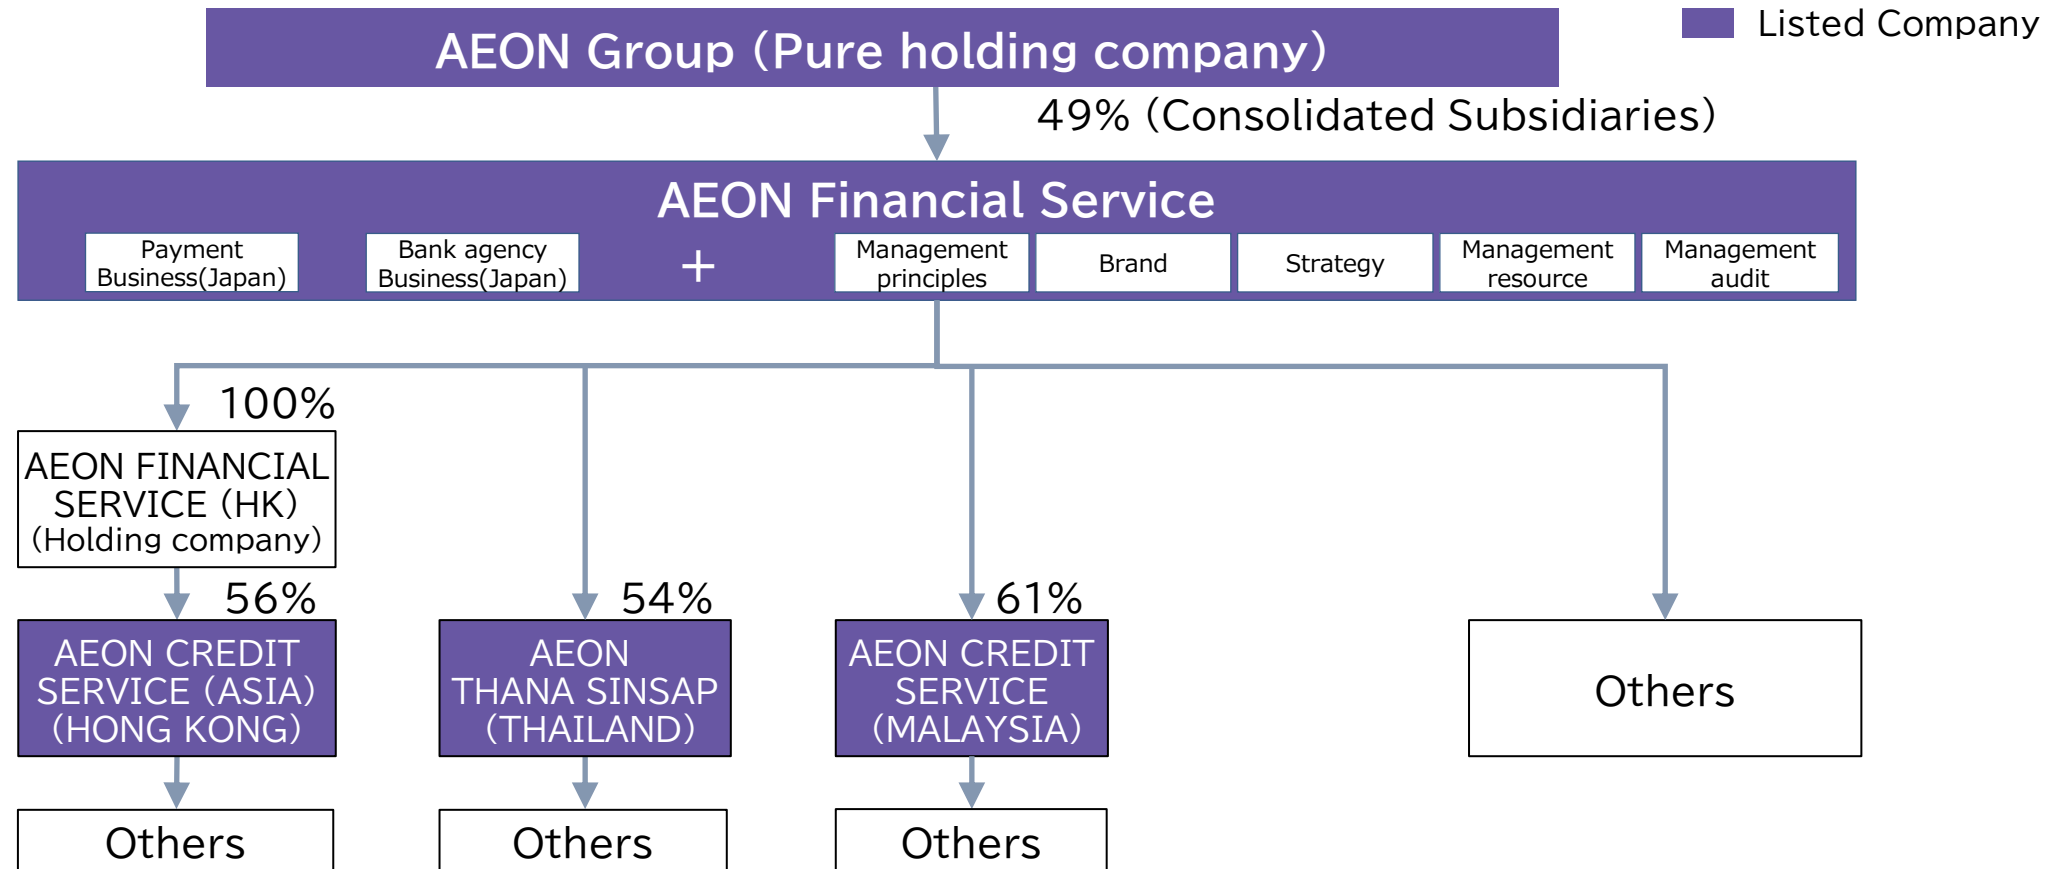 AEON Group (Pure holding company)
Listed Company
49% (Consolidated Subsidiaries)
AEON Financial Service
Payment
Business(Japan)
Bank agency
Business(Japan)
+
Management
principles
Brand
Strategy
Management
resource
Management
audit
100%
AEON FINANCIAL
SERVICE (HK)
(Holding company)
56%
AEON CREDIT
SERVICE (ASIA)
(HONG KONG)
54%
AEON
THANA SINSAP
(THAILAND)
61%
AEON CREDIT
SERVICE
(MALAYSIA)
Others
Others
Others
Others